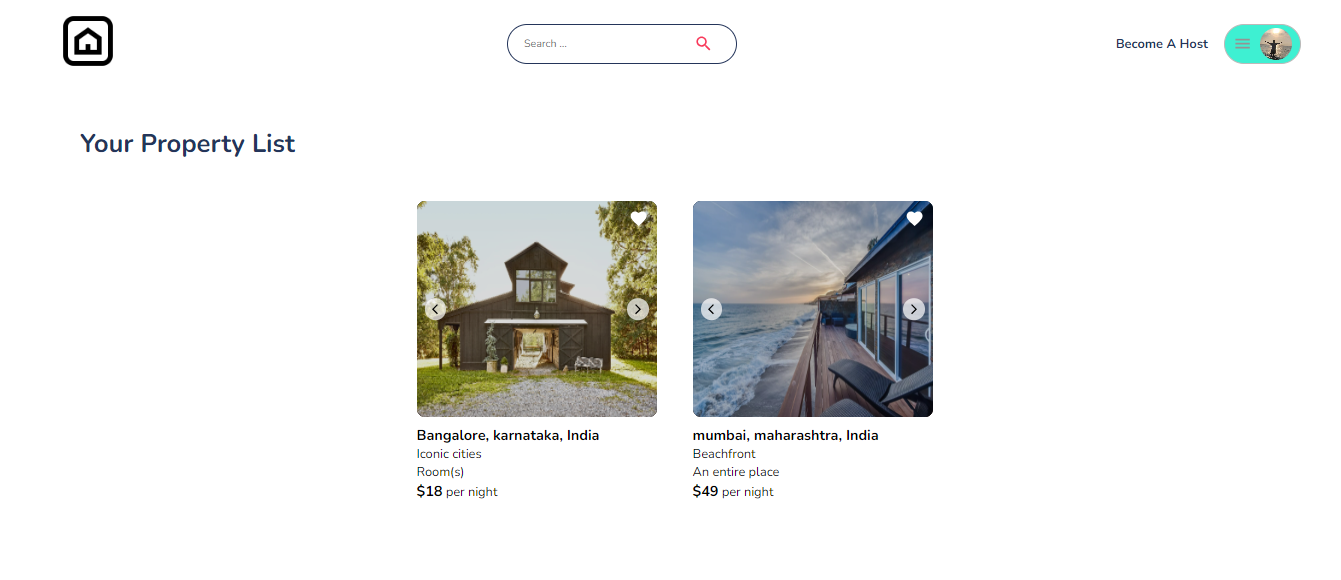 Search ...
Become A Host
Your Property List
Bangalore, karnataka, India
Iconic cities
Room(s)
$18 per night
mumbai, maharashtra, India
Beachfront
An entire place
$49 per night